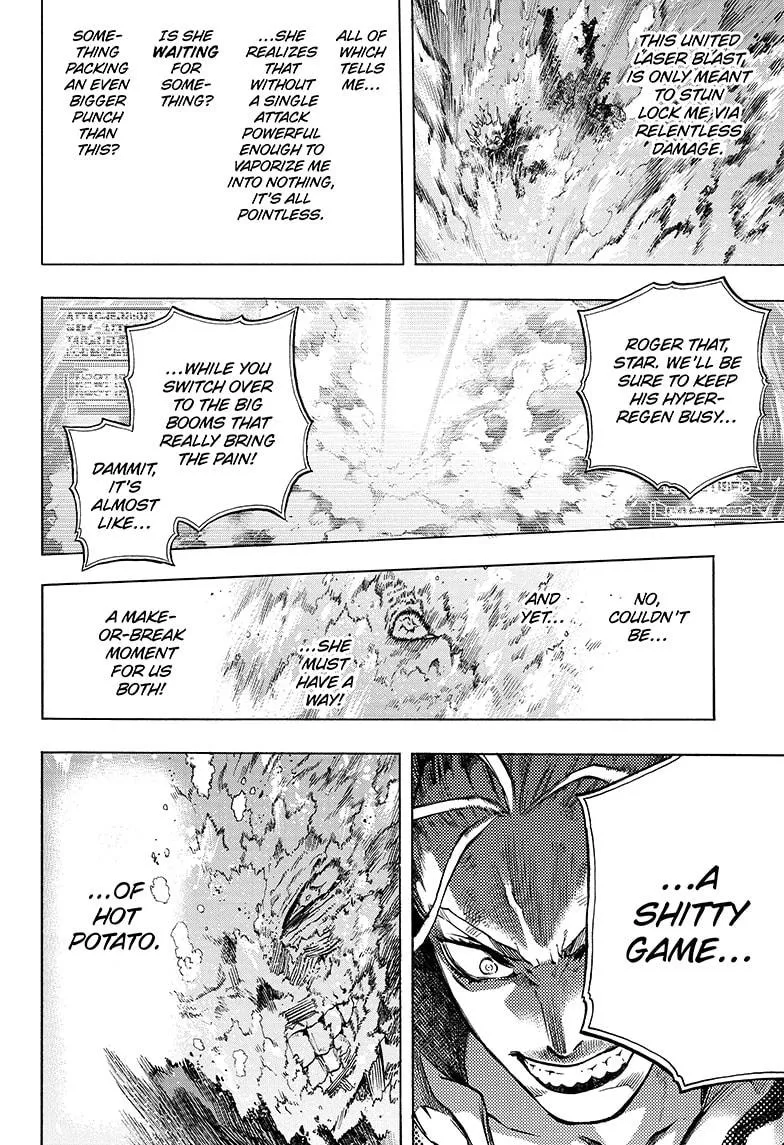 THIS UNITED
LASER BLAST
IS ONLY MEANT
TO STUN
LOCK ME VIA
RELENTLESS
DAMAGE.
ALL OF
WHICH
TELLS
ME...
...SHE
REALIZES
THAT
WITHOUT
A SINGLE
ATTACK
POWERFUL
ENOUGH TO
VAPORIZE ME
INTO NOTHING,
IT'S ALL
POINTLESS.
IS SHE
WAITING
FOR
SOME-
THING?
SOME-
THING
PACKING
AN EVEN
BIGGER
PUNCH
THAN
THIS?
ROGER THAT,
STAR. WE'LL BE
SURE TO KEEP
HIS HYPER-
REGEN BUSY...
...WHILE YOU
SWITCH OVER
TO THE BIG
BOOMS THAT
REALLY BRING
THE PAIN!
DAMMIT,
IT'S
ALMOST
LIKE...
NO,
COULDN'T
BE...
AND
YET...
...SHE
MUST
HAVE A
WAY!
A MAKE-
OR-BREAK
MOMENT
FOR US
BOTH!
...A
SHITTY
GAME...
...OF
HOT
POTATO.